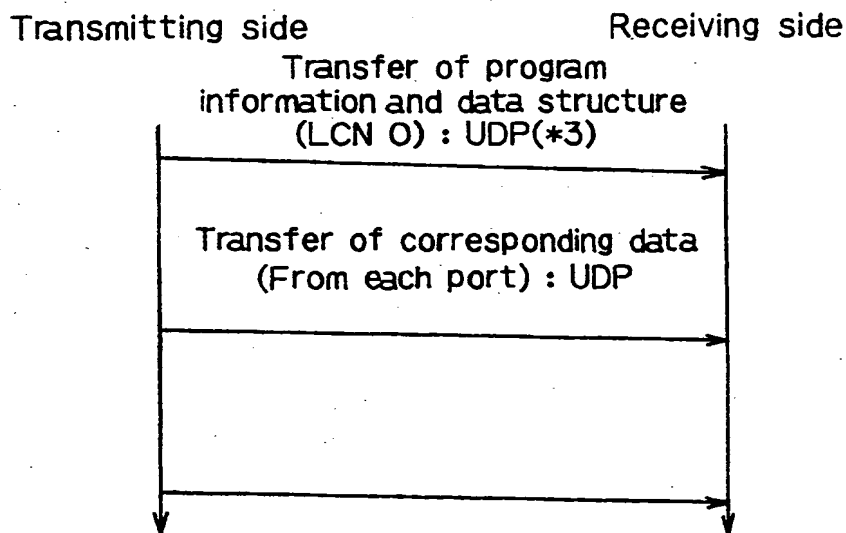 Transmitting side
Receiving side
Transfer of program
information and data structure
(LCN 0) : UDP(*3)
Transfer of corresponding data
(From each port) : UDP